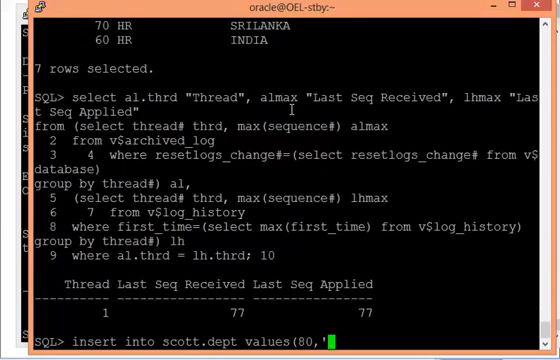 oracle@OEL-stby:~
70 HR SRILANKA
60 HR INDIA
7 rows selected.
SQL> select al.thrd "Thread", almax "Last Seq Received", lhmax "Las
t Seq Applied"
from (select thread# thrd, max(sequence#) almax
2 from v$archived_log
3 4 where resetlogs_change#=(select resetlogs_change# from v$
database)
group by thread#) al,
5 (select thread# thrd, max(sequence#) lhmax
6 7 from v$log_history
8 where first_time=(select max(first_time) from v$log_history)
group by thread#) lh
9 where al.thrd = lh.thrd; 10
Thread Last Seq Received Last Seq Applied
---------- ----------------- ----------------
1 77 77
SQL> insert into scott.dept values(80,'